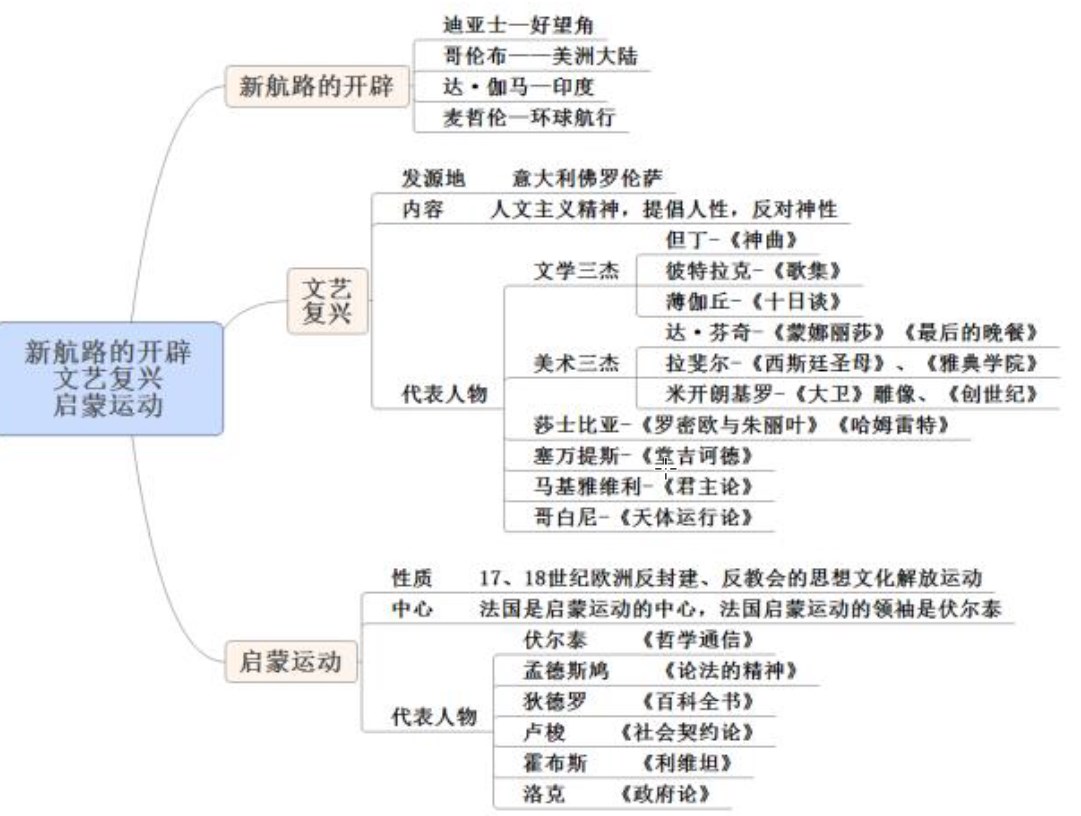 迪亚士—好望角
哥伦布——美洲大陆
新航路的开辟
达·伽马—印度
麦哲伦—环球航行
发源地 意大利佛罗伦萨
内容 人文主义精神，提倡人性，反对神性
但丁-《神曲》
文学三杰 彼特拉克-《歌集》
薄伽丘-《十日谈》
文艺
复兴
达·芬奇-《蒙娜丽莎》《最后的晚餐》
美术三杰 拉斐尔-《西斯廷圣母》、《雅典学院》
代表人物 米开朗基罗-《大卫》雕像、《创世纪》
莎士比亚-《罗密欧与朱丽叶》《哈姆雷特》
塞万提斯-《堂吉诃德》
马基雅维利-《君主论》
哥白尼-《天体运行论》
新航路的开辟
文艺复兴
启蒙运动
性质 17、18世纪欧洲反封建、反教会的思想文化解放运动
中心 法国是启蒙运动的中心，法国启蒙运动的领袖是伏尔泰
启蒙运动
伏尔泰 《哲学通信》
孟德斯鸠 《论法的精神》
狄德罗 《百科全书》
代表人物
卢梭 《社会契约论》
霍布斯 《利维坦》
洛克 《政府论》